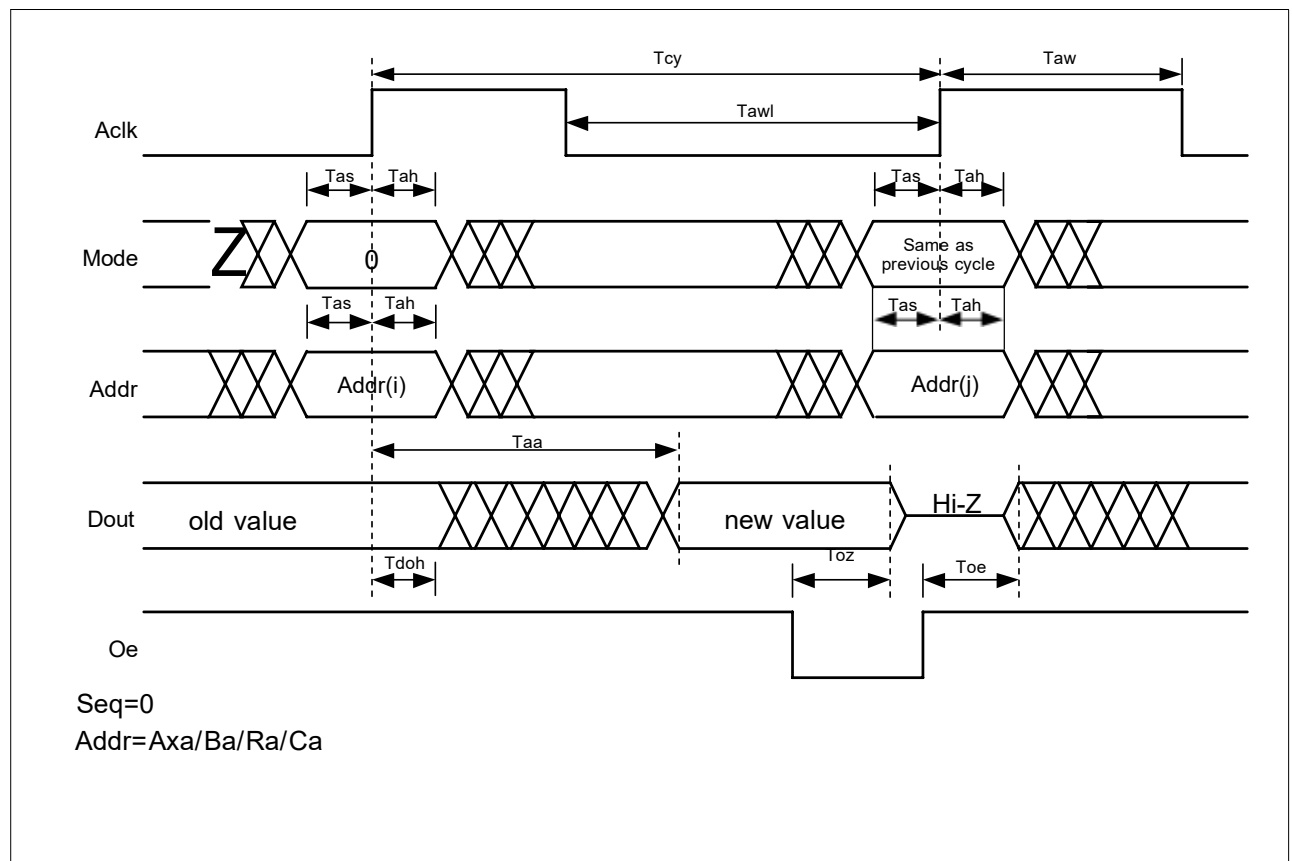 Tcy
Taw
Tawl
Aclk
Tas
Tah
Tas
Tah
Mode
Z
0
Same as
previous cycle
Tas
Tah
Tas
Tah
Addr
Addr(i)
Addr(j)
Taa
Dout
old value
new value
Hi-Z
Tdoh
Toz
Toe
Oe
Seq=0
Addr=Axa/Ba/Ra/Ca